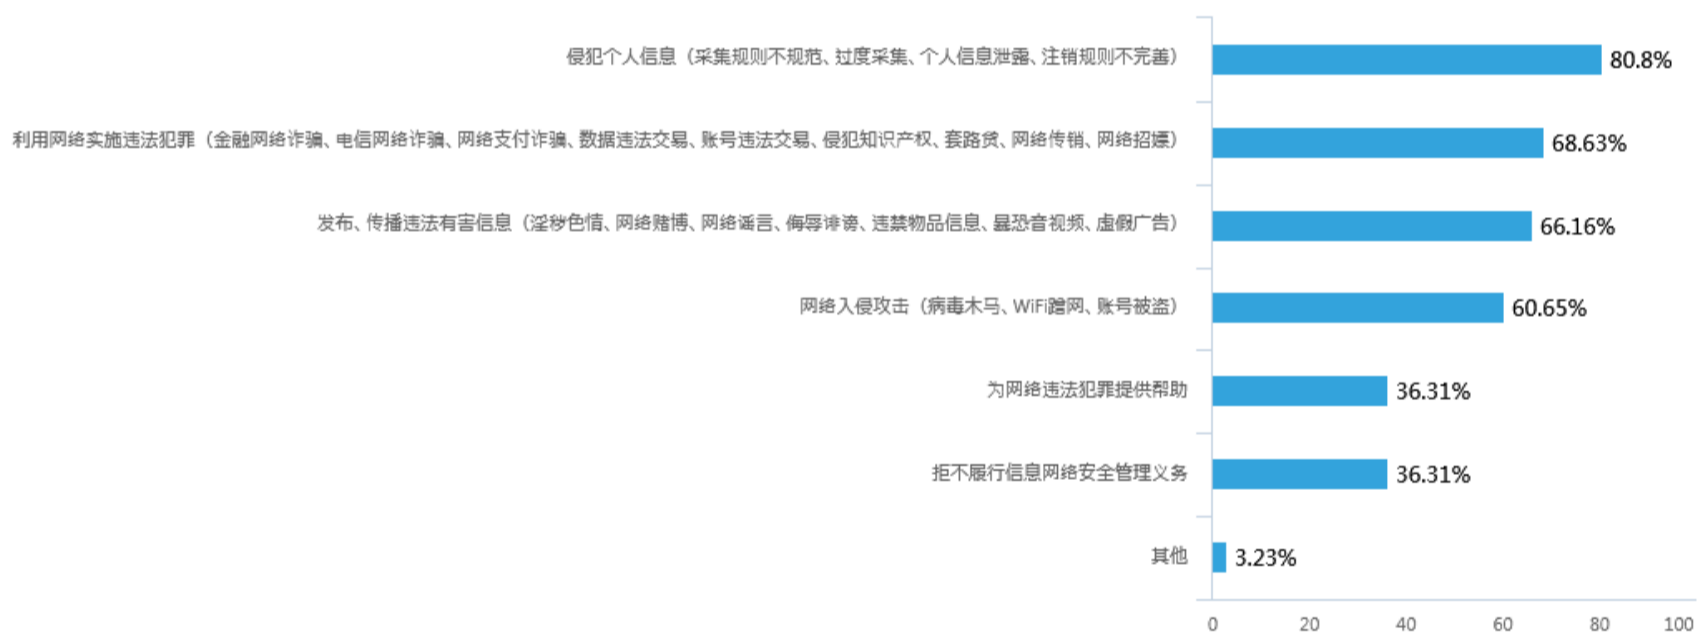 侵犯个人信息（采集规则不规范、过度采集、个人信息泄露、注销规则不完善）
80.8%
利用网络实施违法犯罪（金融网络诈骗、电信网络诈骗、网络支付诈骗、数据违法交易、账号违法交易、侵犯知识产权、套路贷、网络传销、网络招嫖）
68.63%
发布、传播违法有害信息（淫秽色情、网络赌博、网络谣言、侮辱诽谤、违禁物品信息、暴恐音视频、虚假广告）
66.16%
网络入侵攻击（病毒木马、WiFi蹭网、账号被盗）
60.65%
为网络违法犯罪提供帮助
36.31%
拒不履行信息网络安全管理义务
36.31%
其他
3.23%
0 20 40 60 80 100